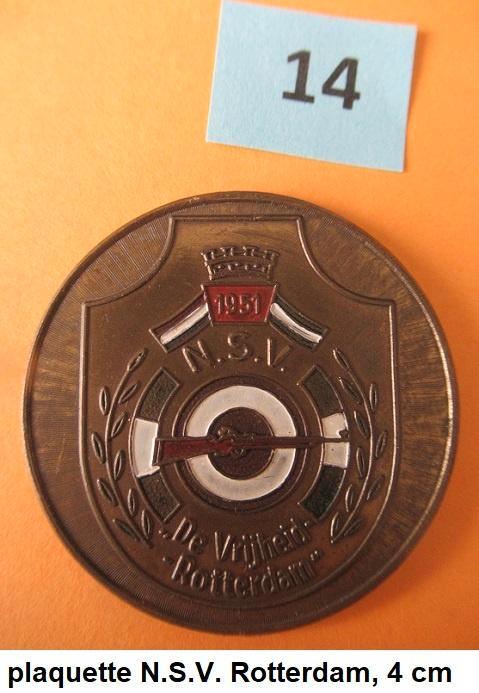 14
1951
N.S.V.
"De Vrijheid"
-Rotterdam"
plaquette N.S.V. Rotterdam, 4 cm